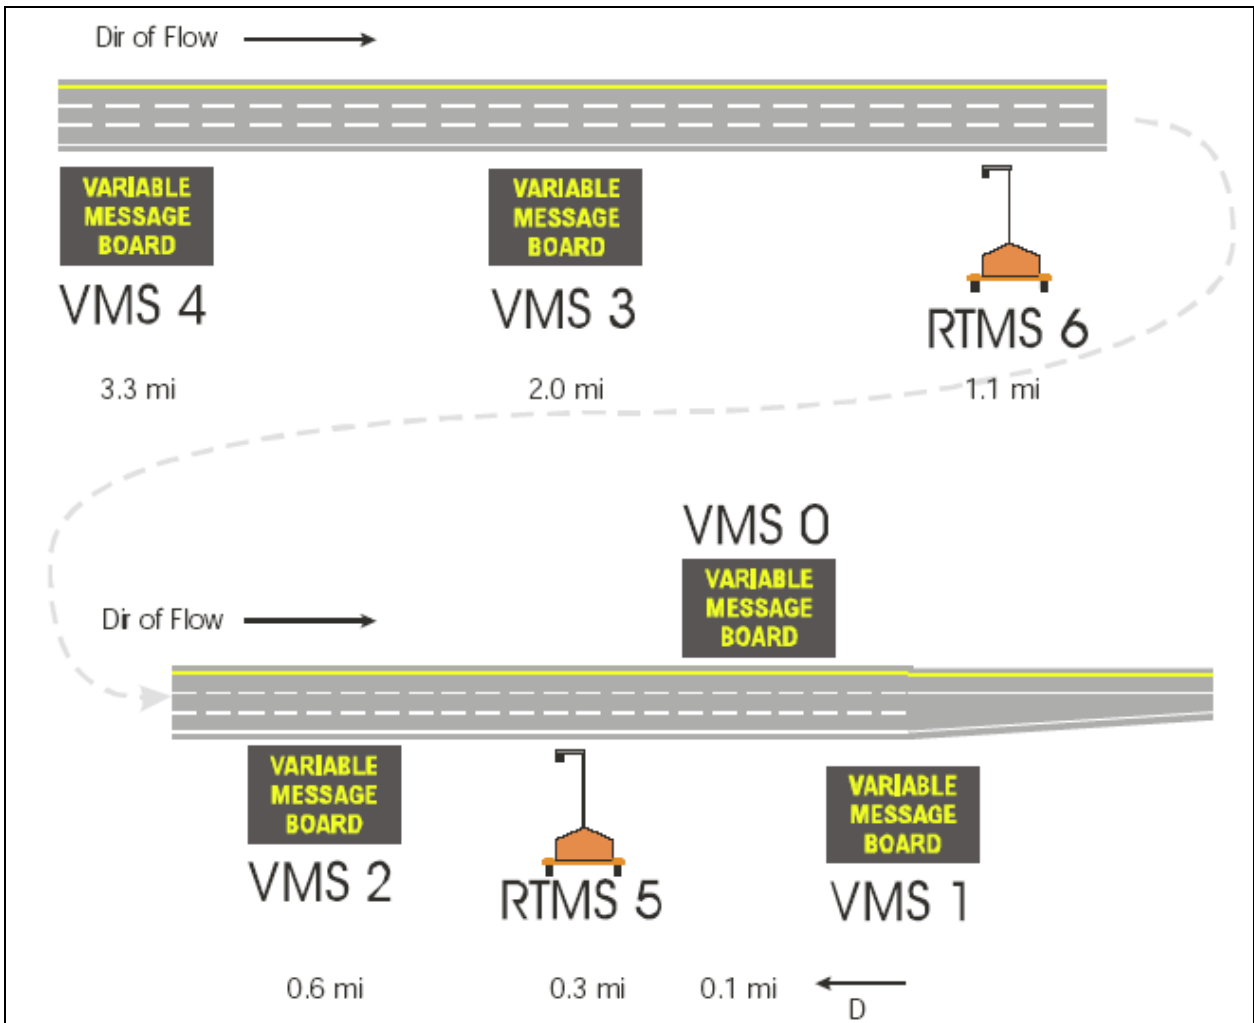 Dir of Flow
VARIABLE
MESSAGE
BOARD
VMS 4
3.3 mi
VARIABLE
MESSAGE
BOARD
VMS 3
2.0 mi
RTMS 6
1.1 mi
VMS 0
VARIABLE
MESSAGE
BOARD
Dir of Flow
VARIABLE
MESSAGE
BOARD
VMS 2
0.6 mi
RTMS 5
0.3 mi
0.1 mi
VARIABLE
MESSAGE
BOARD
VMS 1
D